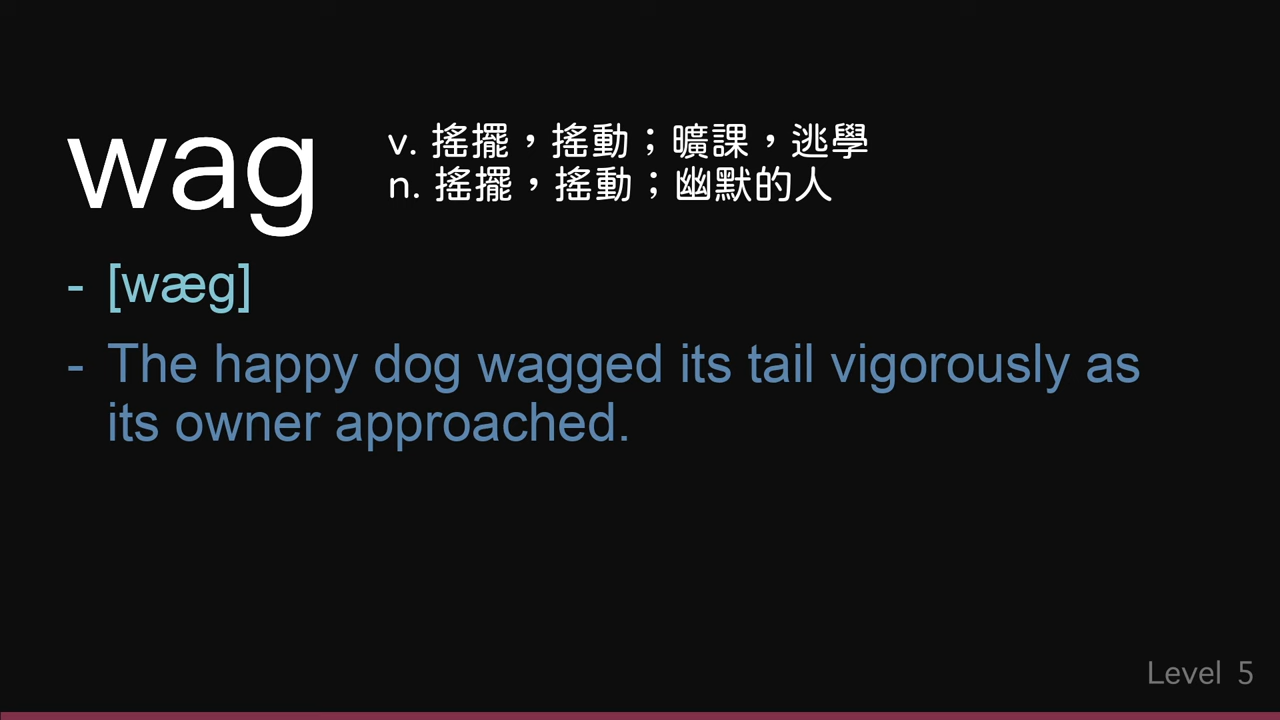 wag
v. 搖擺，搖動；曠課，逃學
n. 搖擺，搖動；幽默的人
- [wæg]
- The happy dog wagged its tail vigorously as
its owner approached.
Level 5